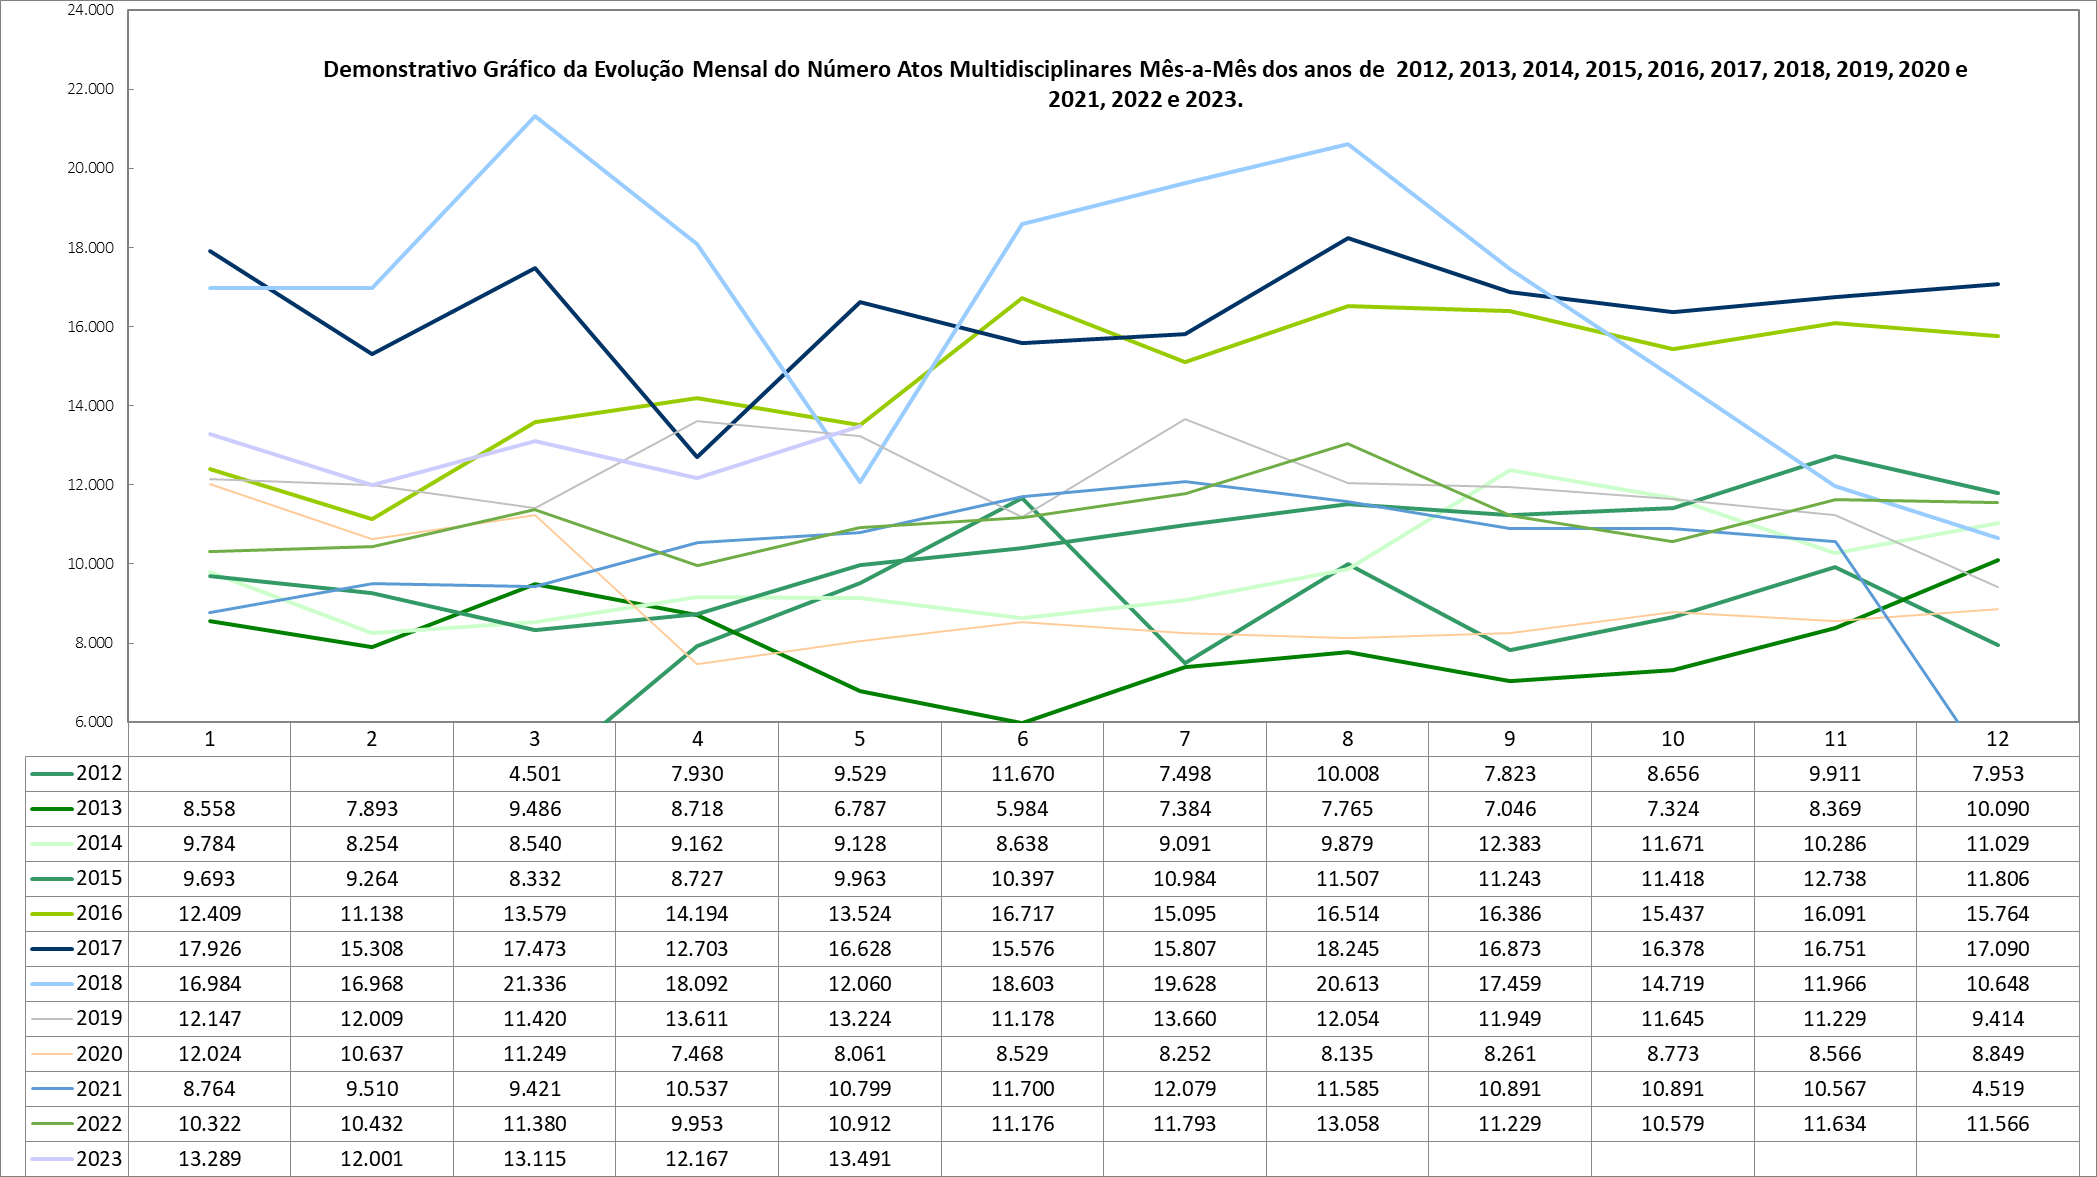 24.000
Demonstrativo Gráfico da Evolução Mensal do Número Atos Multidisciplinares Mês-a-Mês dos anos de 2012, 2013, 2014, 2015, 2016, 2017, 2018, 2019, 2020 e
2021, 2022 e 2023.
22.000
20.000
18.000
16.000
14.000
12.000
10.000
8.000
6.000
1 2 3 4 5 6 7 8 9 10 11 12
2012 4.501 7.930 9.529 11.670 7.498 10.008 7.823 8.656 9.911 7.953
2013 8.558 7.893 9.486 8.718 6.787 5.984 7.384 7.765 7.046 7.324 8.369 10.090
2014 9.784 8.254 8.540 9.162 9.128 8.638 9.091 9.879 12.383 11.671 10.286 11.029
2015 9.693 9.264 8.332 8.727 9.963 10.397 10.984 11.507 11.243 11.418 12.738 11.806
2016 12.409 11.138 13.579 14.194 13.524 16.717 15.095 16.514 16.386 15.437 16.091 15.764
2017 17.926 15.308 17.473 12.703 16.628 15.576 15.807 18.245 16.873 16.378 16.751 17.090
2018 16.984 16.968 21.336 18.092 12.060 18.603 19.628 20.613 17.459 14.719 11.966 10.648
2019 12.147 12.009 11.420 13.611 13.224 11.178 13.660 12.054 11.949 11.645 11.229 9.414
2020 12.024 10.637 11.249 7.468 8.061 8.529 8.252 8.135 8.261 8.773 8.566 8.849
2021 8.764 9.510 9.421 10.537 10.799 11.700 12.079 11.585 10.891 10.891 10.567 4.519
2022 10.322 10.432 11.380 9.953 10.912 11.176 11.793 13.058 11.229 10.579 11.634 11.566
2023 13.289 12.001 13.115 12.167 13.491